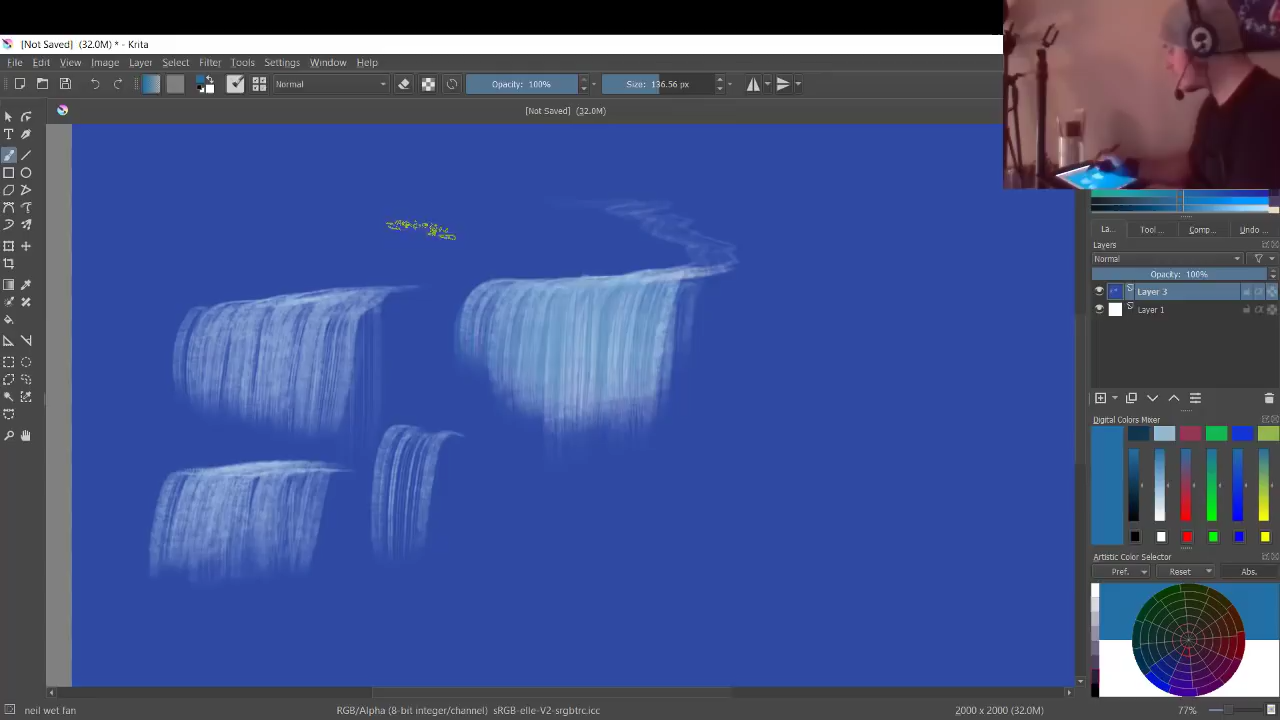 [Not Saved] (32.0M) * - Krita
File Edit View Image Layer Select Filter Tools Settings Window Help
Normal
Opacity: 100%
Size: 136.56 px
[Not Saved] (32.0M)
La... Tool ... Comp... Undo ...
Layers
Normal
Opacity: 100%
Layer 3
Layer 1
Digital Colors Mixer
Artistic Color Selector
Pref. Reset Abs.
neil wet fan
RGB/Alpha (8-bit integer/channel) sRGB-elle-V2-srgbtrc.icc
2000 x 2000 (32.0M)
77%